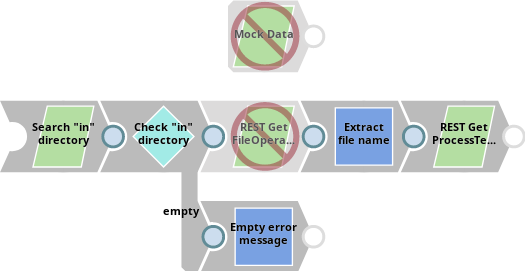 Mock Data
Search "in"
directory
Check "in"
directory
REST Get
FileOpera...
Extract
file name
REST Get
ProcessTe...
empty
Empty error
message